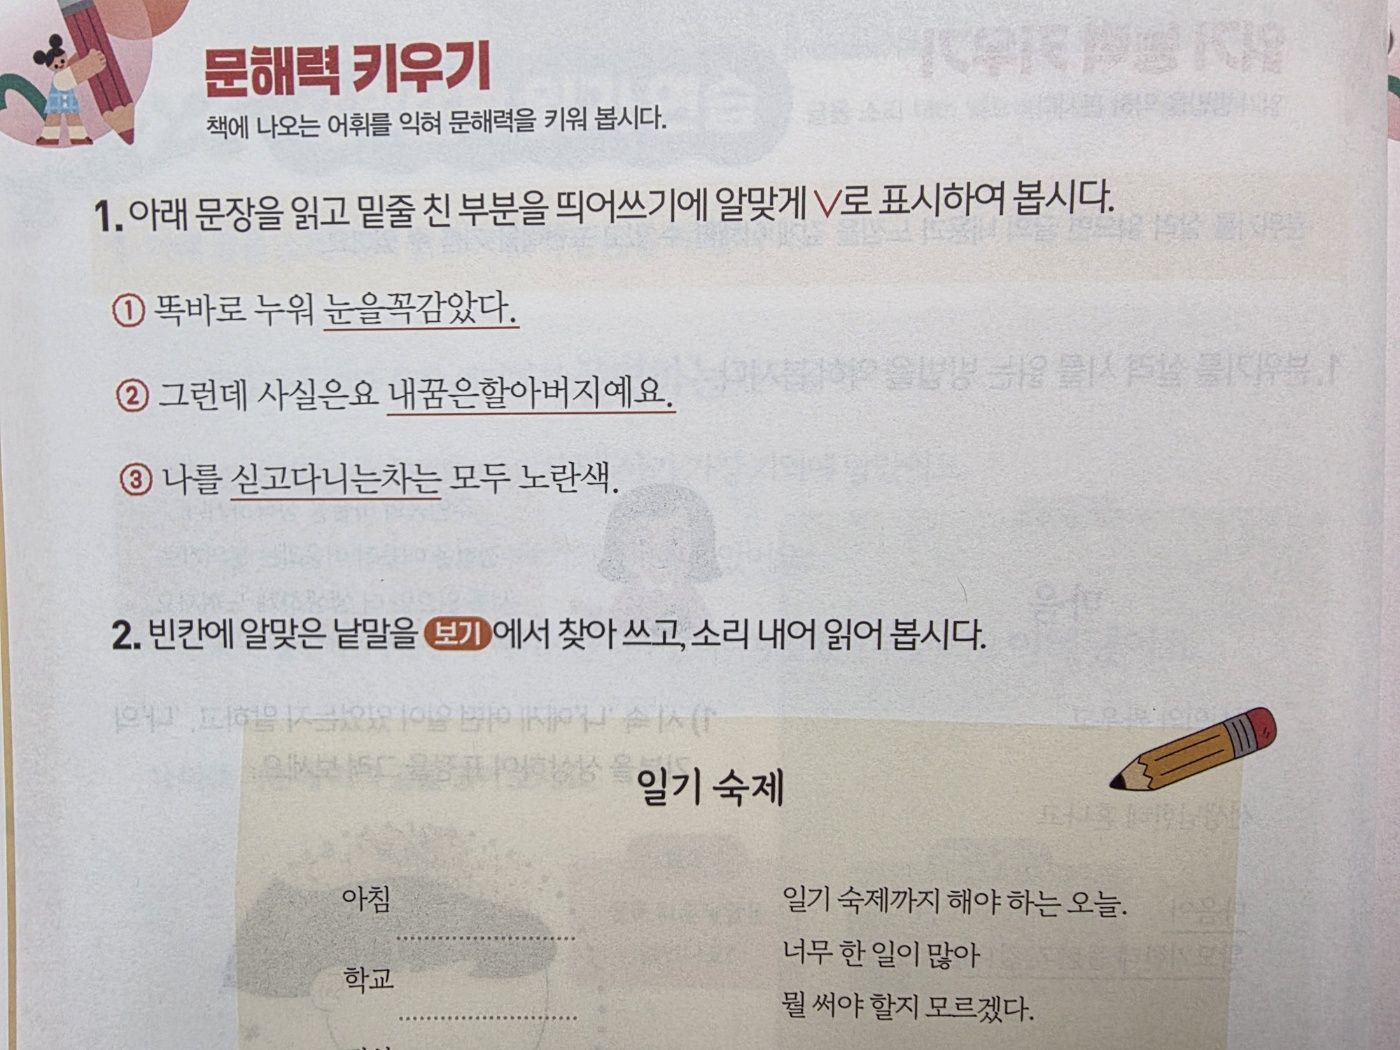 문해력 키우기
책에 나오는 어휘를 익혀 문해력을 키워 봅시다.
1. 아래 문장을 읽고 밑줄 친 부분을 띄어쓰기에 알맞게 ∨로 표시하여 봅시다.
① 똑바로 누워 눈을꼭감았다.
② 그런데 사실은요 내꿈은할아버지예요.
③ 나를 싣고다니는차는 모두 노란색.
2. 빈칸에 알맞은 낱말을 보기에서 찾아 쓰고, 소리 내어 읽어 봅시다.
일기 숙제
아침
학교
일기 숙제까지 해야 하는 오늘.
너무 한 일이 많아
뭘 써야 할지 모르겠다.